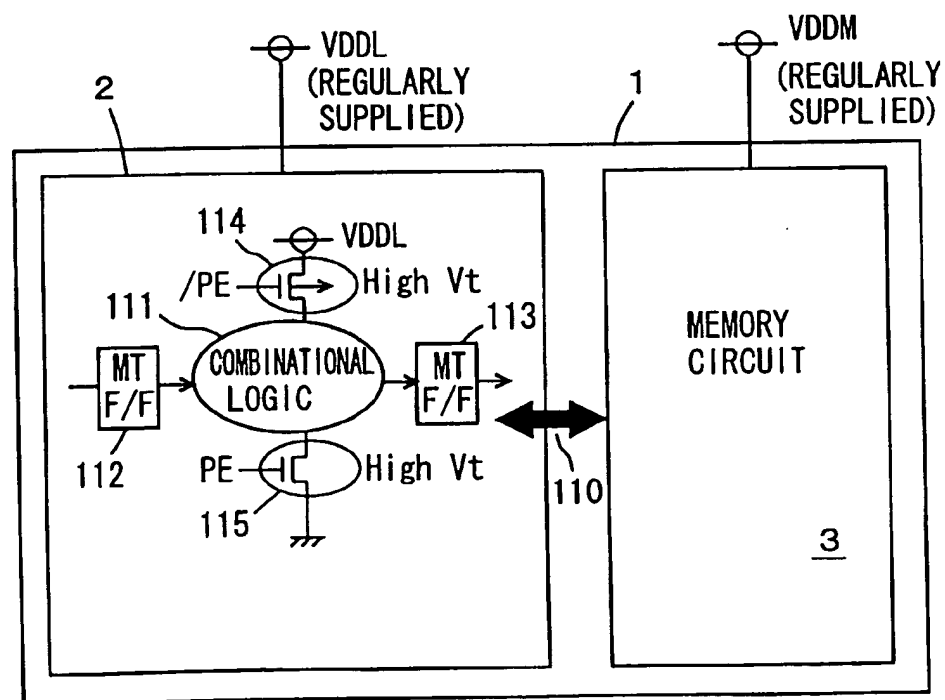 VDDL
(REGULARLY
SUPPLIED)
VDDM
(REGULARLY
SUPPLIED)
2
1
114
VDDL
/PE
High Vt
111
113
MT
F/F
COMBINATIONAL
LOGIC
MT
F/F
MEMORY
CIRCUIT
112
PE
High Vt
110
115
3